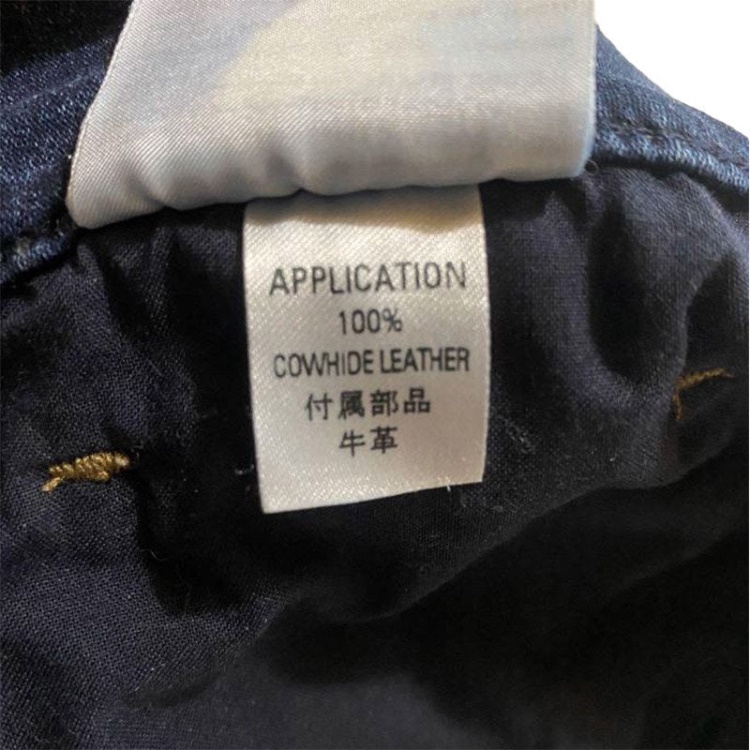 APPLICATION
100%
COWHIDE LEATHER
付属部品
牛革